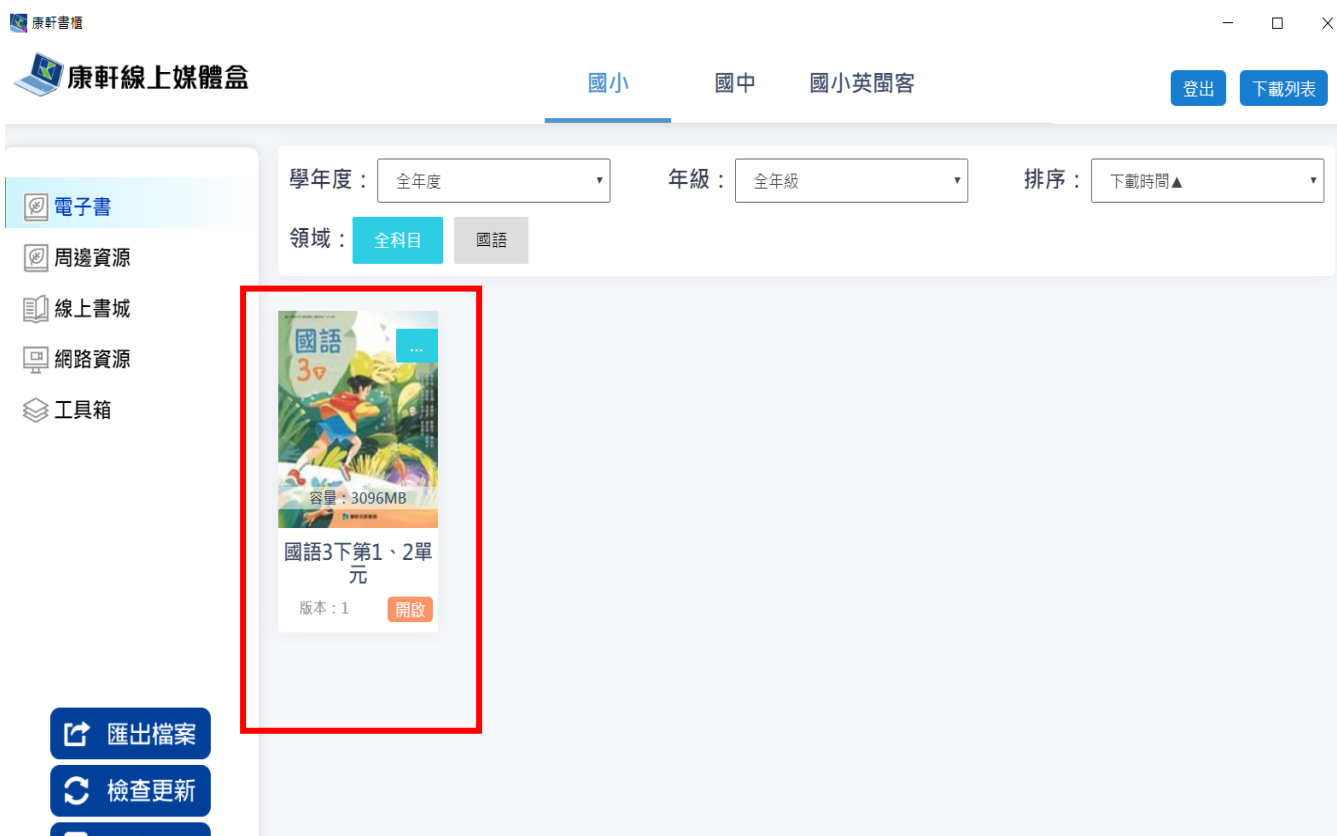 康軒書櫃
康軒線上媒體盒
國小
國中
國小英閩客
登出
下載列表
電子書
周邊資源
線上書城
網路資源
工具箱
匯出檔案
檢查更新
學年度：
全年度
年級：
全年級
排序：
下載時間▲
領域：
全科目
國語
國語
3下
...
容量：3096MB
國語3下第1、2單
元
版本：1
開啟